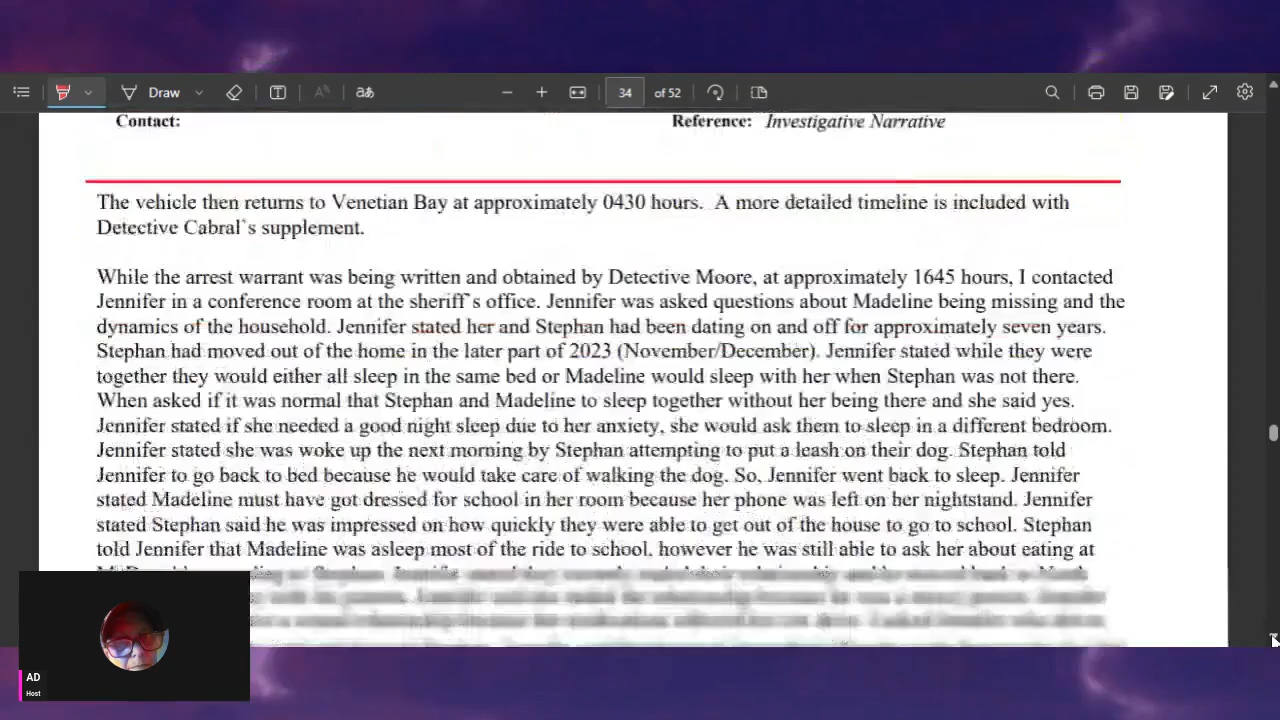 Draw
34 of 52
Contact:
Reference: Investigative Narrative
The vehicle then returns to Venetian Bay at approximately 0430 hours. A more detailed timeline is included with
Detective Cabral's supplement.
While the arrest warrant was being written and obtained by Detective Moore, at approximately 1645 hours, I contacted
Jennifer in a conference room at the sheriff's office. Jennifer was asked questions about Madeline being missing and the
dynamics of the household. Jennifer stated her and Stephan had been dating on and off for approximately seven years.
Stephan had moved out of the home in the later part of 2023 (November/December). Jennifer stated while they were
together they would either all sleep in the same bed or Madeline would sleep with her when Stephan was not there.
When asked if it was normal that Stephan and Madeline to sleep together without her being there and she said yes.
Jennifer stated if she needed a good night sleep due to her anxiety, she would ask them to sleep in a different bedroom.
Jennifer stated she was woke up the next morning by Stephan attempting to put a leash on their dog. Stephan told
Jennifer to go back to bed because he would take care of walking the dog. So, Jennifer went back to sleep. Jennifer
stated Madeline must have got dressed for school in her room because her phone was left on her nightstand. Jennifer
stated Stephan said he was impressed on how quickly they were able to get out of the house to go to school. Stephan
told Jennifer that Madeline was asleep most of the ride to school, however he was still able to ask her about eating at
AD
Host